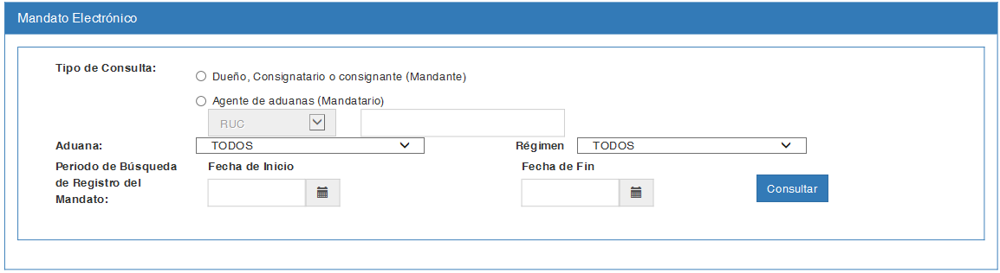 Mandato Electrónico
Tipo de Consulta:
Dueño, Consignatario o consignante (Mandante)
Agente de aduanas (Mandatario)
RUC
Aduana: TODOS Régimen TODOS
Periodo de Búsqueda de Registro del Mandato:
Fecha de Inicio Fecha de Fin
Consultar